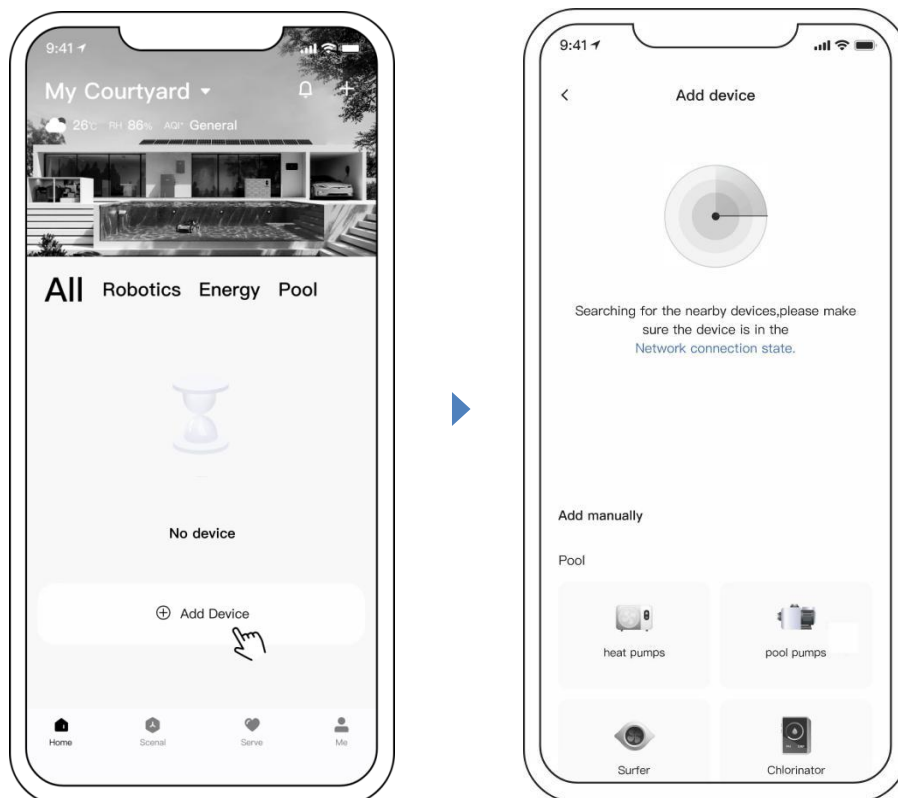 9:41
My Courtyard
26℃ RH 86% AQI* General
All Robotics Energy Pool
No device
Add Device
Home Scenal Serve Me
9:41
Add device
Searching for the nearby devices,please make
sure the device is in the
Network connection state.
Add manually
Pool
heat pumps pool pumps
Surfer Chlorinator